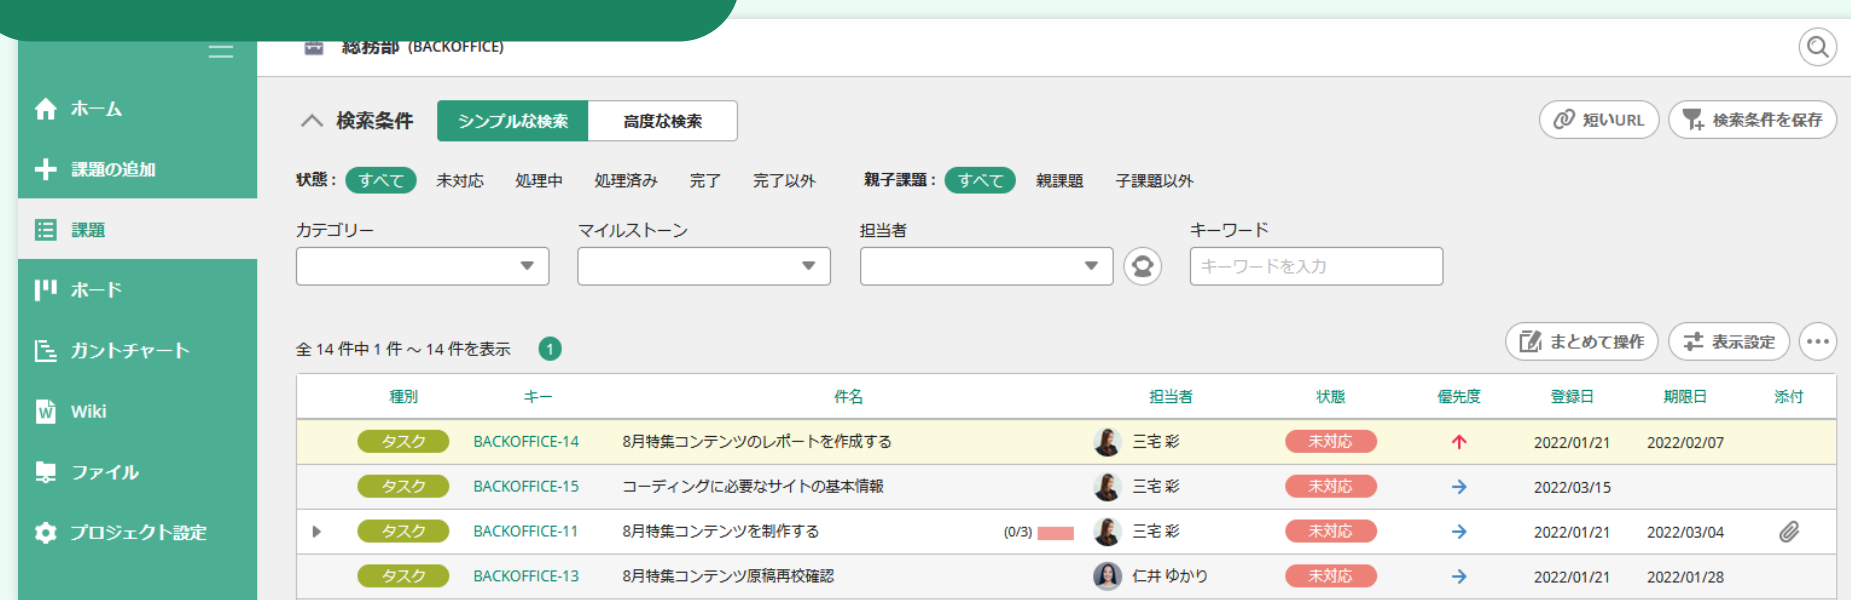 総務部 (BACKOFFICE)
ホーム
課題の追加
課題
ボード
ガントチャート
Wiki
ファイル
プロジェクト設定
検索条件 シンプルな検索 高度な検索 短いURL 検索条件を保存
状態： すべて 未対応 処理中 処理済み 完了 完了以外 親子課題： すべて 親課題 子課題以外
カテゴリー マイルストーン 担当者 キーワード
キーワードを入力
全 14 件中 1 件 ～ 14 件を表示 1 まとめて操作 表示設定
種別 キー 件名 担当者 状態 優先度 登録日 期限日 添付
タスク BACKOFFICE-14 8月特集コンテンツのレポートを作成する 三宅 彩 未対応 2022/01/21 2022/02/07
タスク BACKOFFICE-15 コーディングに必要なサイトの基本情報 三宅 彩 未対応 2022/03/15
タスク BACKOFFICE-11 8月特集コンテンツを制作する (0/3) 三宅 彩 未対応 2022/01/21 2022/03/04
タスク BACKOFFICE-13 8月特集コンテンツ原稿再校確認 仁井 ゆかり 未対応 2022/01/21 2022/01/28